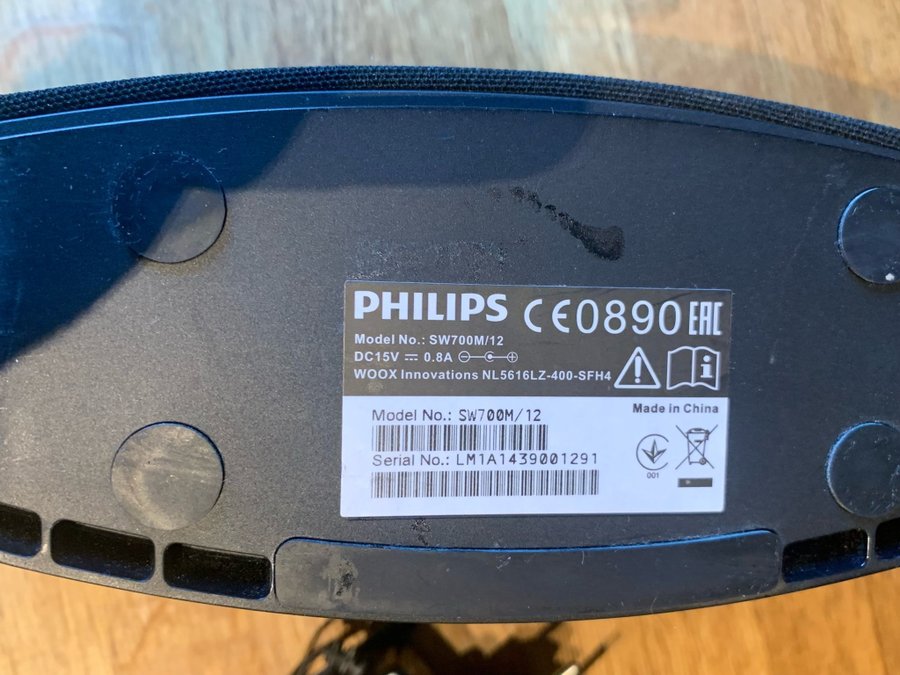 PHILIPS CE0890 EAC
Model No.: SW700M/12
DC15V ⎓ 0.8A
WOOX Innovations NL5616LZ-400-SFH4
Made in China
Model No.: SW700M/12
Serial No.: LM1A1439001291
001